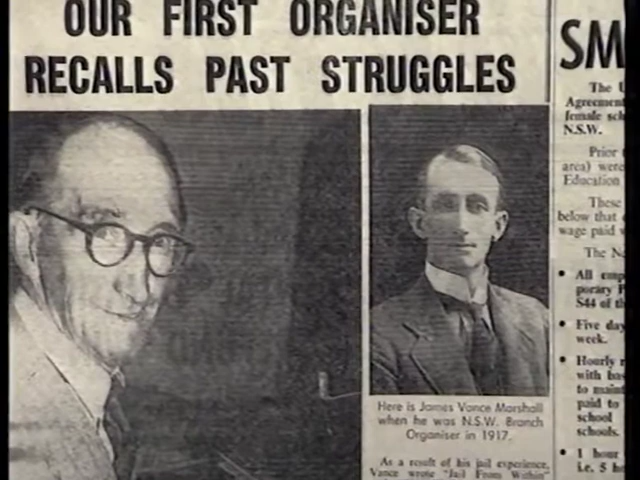 OUR FIRST ORGANISER
RECALLS PAST STRUGGLES
Here is James Vance Marshall
when he was N.S.W. Branch
Organiser in 1917.
As a result of his jail experience,
Vance wrote "Jail From Within"
SM
The U
Agreement
female sch
N.S.W.
Prior
area) were
Education
These
below that
wage paid
The N
• All emp
porary P
S44 of th
• Five day
week.
• Hourly r
with bas
to maint
paid to
school
schools.
• 1 hour
i.e. 5 ho